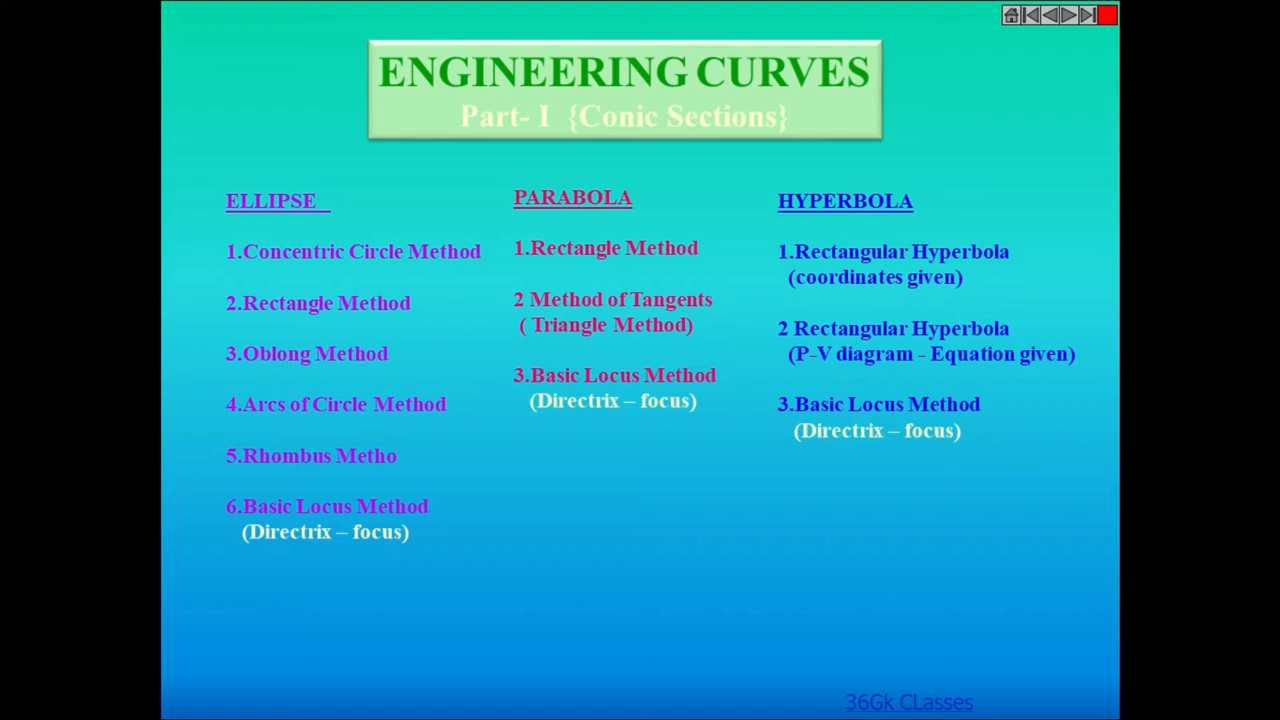 ENGINEERING CURVES
Part- I {Conic Sections}
ELLIPSE
1.Concentric Circle Method
2.Rectangle Method
3.Oblong Method
4.Arcs of Circle Method
5.Rhombus Metho
6.Basic Locus Method
(Directrix – focus)
PARABOLA
1.Rectangle Method
2 Method of Tangents
( Triangle Method)
3.Basic Locus Method
(Directrix – focus)
HYPERBOLA
1.Rectangular Hyperbola
(coordinates given)
2 Rectangular Hyperbola
(P-V diagram - Equation given)
3.Basic Locus Method
(Directrix – focus)
36Gk CLasses